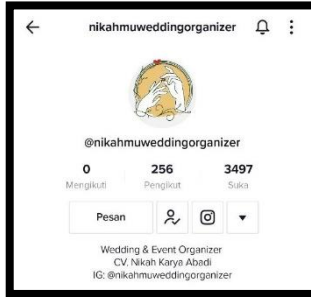 nikahmuweddingorganizer
@nikahmuweddingorganizer
0 256 3497
Mengikuti Pengikut Suka
Pesan
Wedding & Event Organizer
CV. Nikah Karya Abadi
IG: @nikahmuweddingorganizer